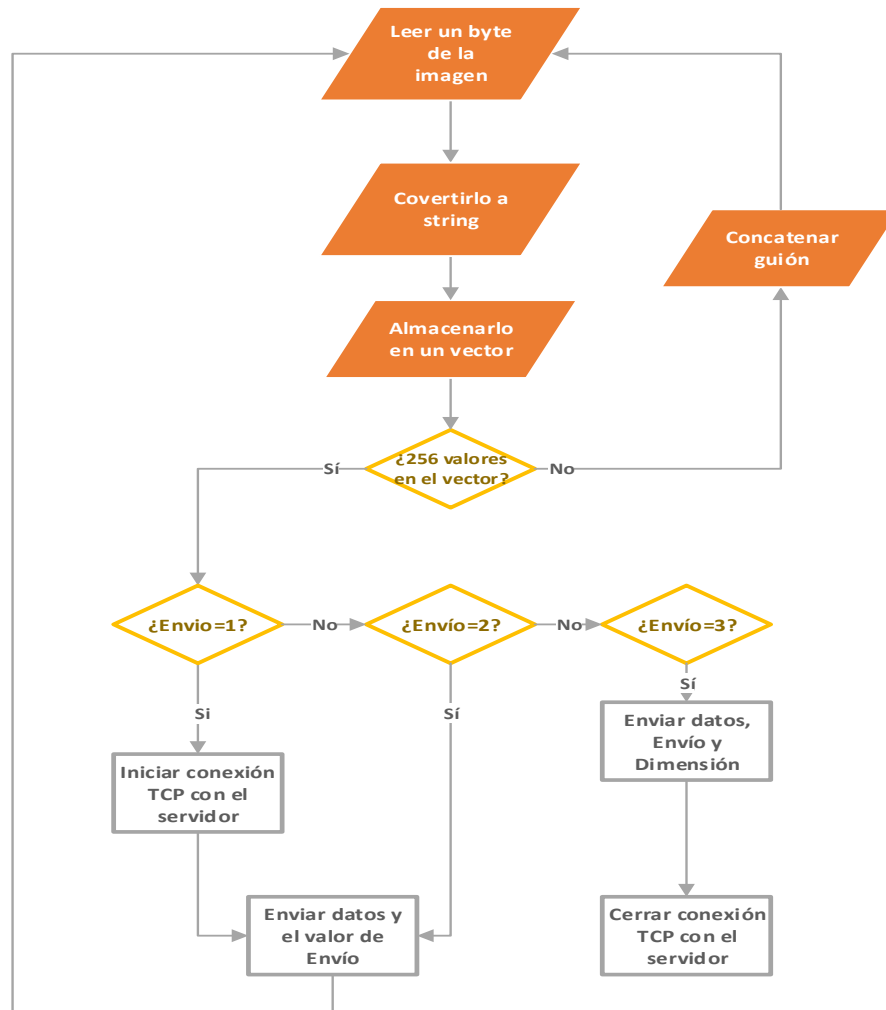 Leer un byte
de la
imagen
Covertirlo a
string
Concatenar
guión
Almacenarlo
en un vector
¿256 valores
en el vector?
Sí
No
¿Envio=1?
No
¿Envío=2?
No
¿Envío=3?
Si
Sí
Sí
Enviar datos,
Envío y
Dimensión
Iniciar conexión
TCP con el
servidor
Enviar datos y
el valor de
Envío
Cerrar conexión
TCP con el
servidor